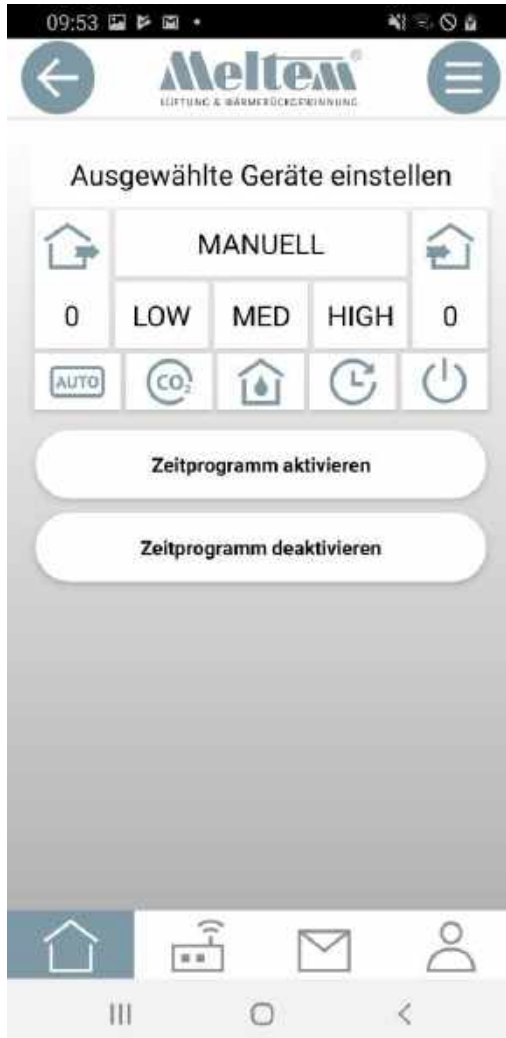 09:53
Meltem®
LÜFTUNG & WÄRMERÜCKGEWINNUNG
Ausgewählte Geräte einstellen
MANUELL
0 LOW MED HIGH 0
AUTO CO2
Zeitprogramm aktivieren
Zeitprogramm deaktivieren